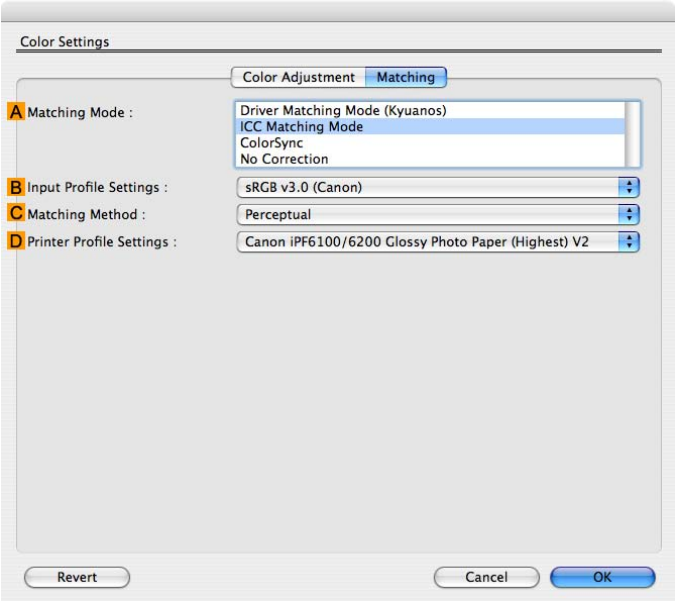 Color Settings
Color Adjustment Matching
A Matching Mode :
Driver Matching Mode (Kyuanos)
ICC Matching Mode
ColorSync
No Correction
B Input Profile Settings : sRGB v3.0 (Canon)
C Matching Method : Perceptual
D Printer Profile Settings : Canon iPF6100/6200 Glossy Photo Paper (Highest) V2
Revert Cancel OK